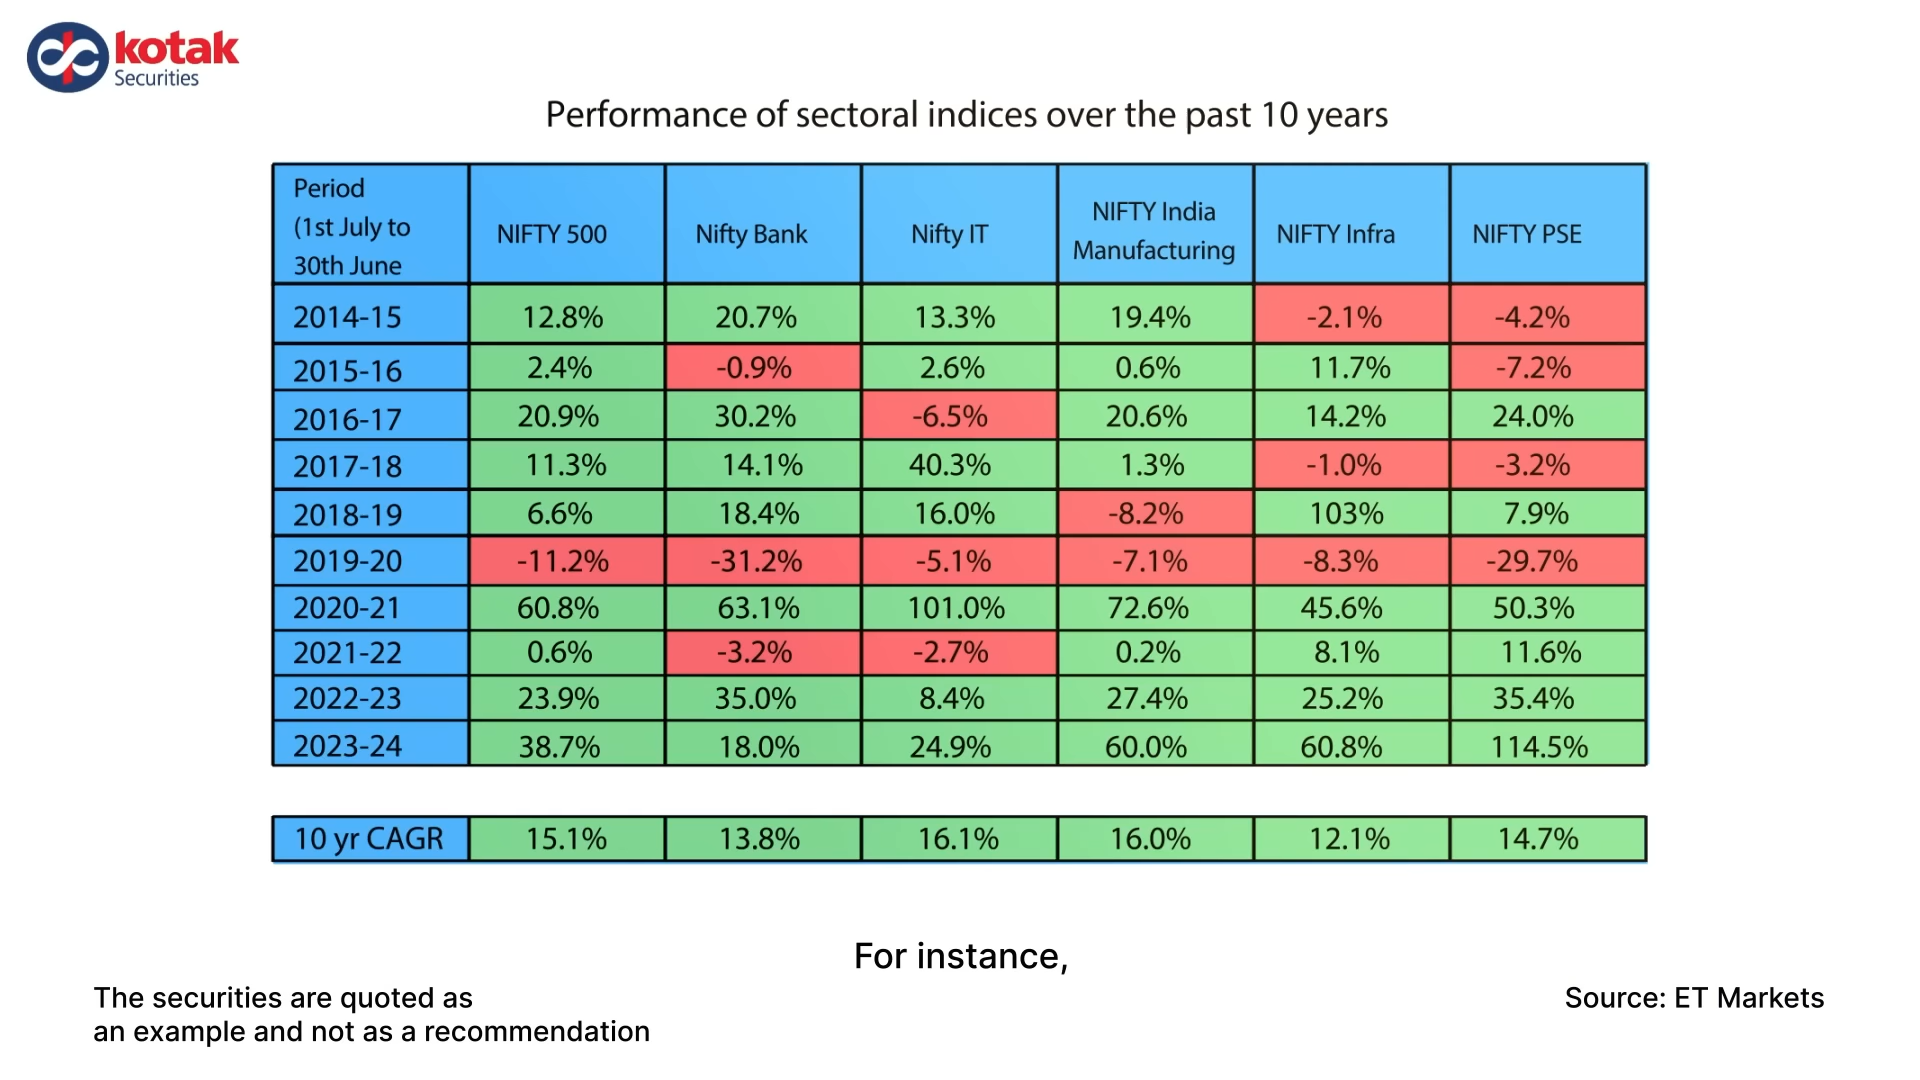 kotak
Securities
Performance of sectoral indices over the past 10 years
Period
(1st July to
30th June
NIFTY 500
Nifty Bank
Nifty IT
NIFTY India
Manufacturing
NIFTY Infra
NIFTY PSE
2014-15 12.8% 20.7% 13.3% 19.4% -2.1% -4.2%
2015-16 2.4% -0.9% 2.6% 0.6% 11.7% -7.2%
2016-17 20.9% 30.2% -6.5% 20.6% 14.2% 24.0%
2017-18 11.3% 14.1% 40.3% 1.3% -1.0% -3.2%
2018-19 6.6% 18.4% 16.0% -8.2% 103% 7.9%
2019-20 -11.2% -31.2% -5.1% -7.1% -8.3% -29.7%
2020-21 60.8% 63.1% 101.0% 72.6% 45.6% 50.3%
2021-22 0.6% -3.2% -2.7% 0.2% 8.1% 11.6%
2022-23 23.9% 35.0% 8.4% 27.4% 25.2% 35.4%
2023-24 38.7% 18.0% 24.9% 60.0% 60.8% 114.5%
10 yr CAGR 15.1% 13.8% 16.1% 16.0% 12.1% 14.7%
For instance,
The securities are quoted as
an example and not as a recommendation
Source: ET Markets